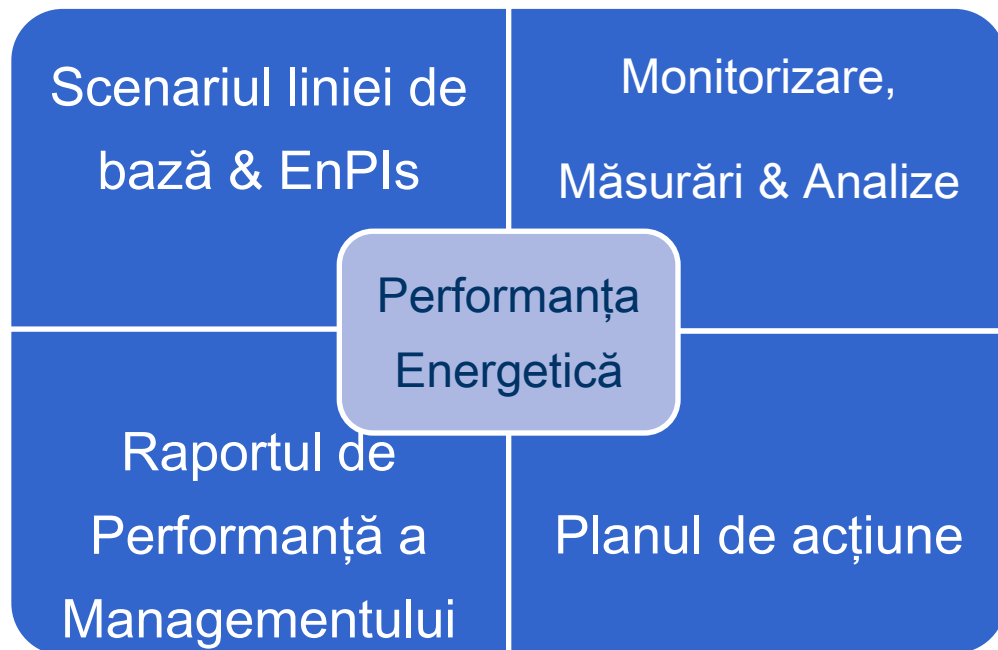 Scenariul liniei de
bază & EnPIs
Monitorizare,
Măsurări & Analize
Performanța
Energetică
Raportul de
Performanță a
Managementului
Planul de acțiune